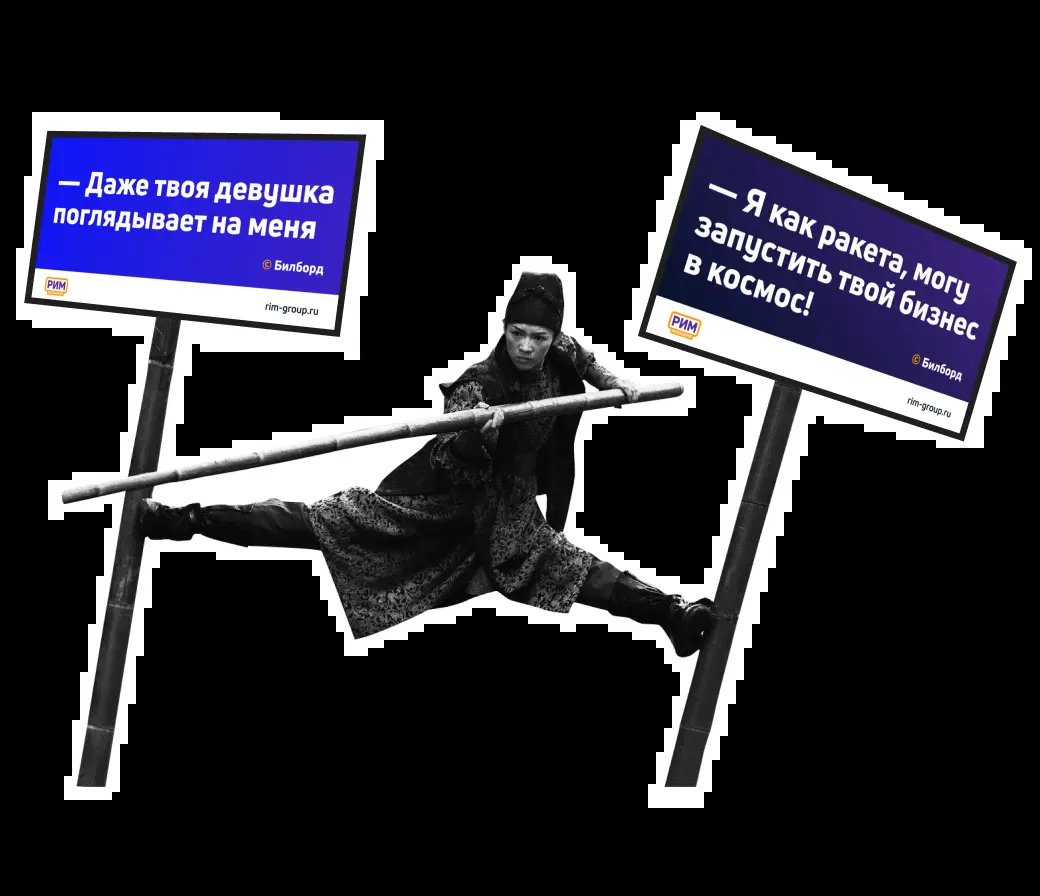 — Даже твоя девушка
поглядывает на меня
© Билборд
РИМ
rim-group.ru
— Я как ракета, могу
запустить твой бизнес
в космос!
© Билборд
РИМ
rim-group.ru